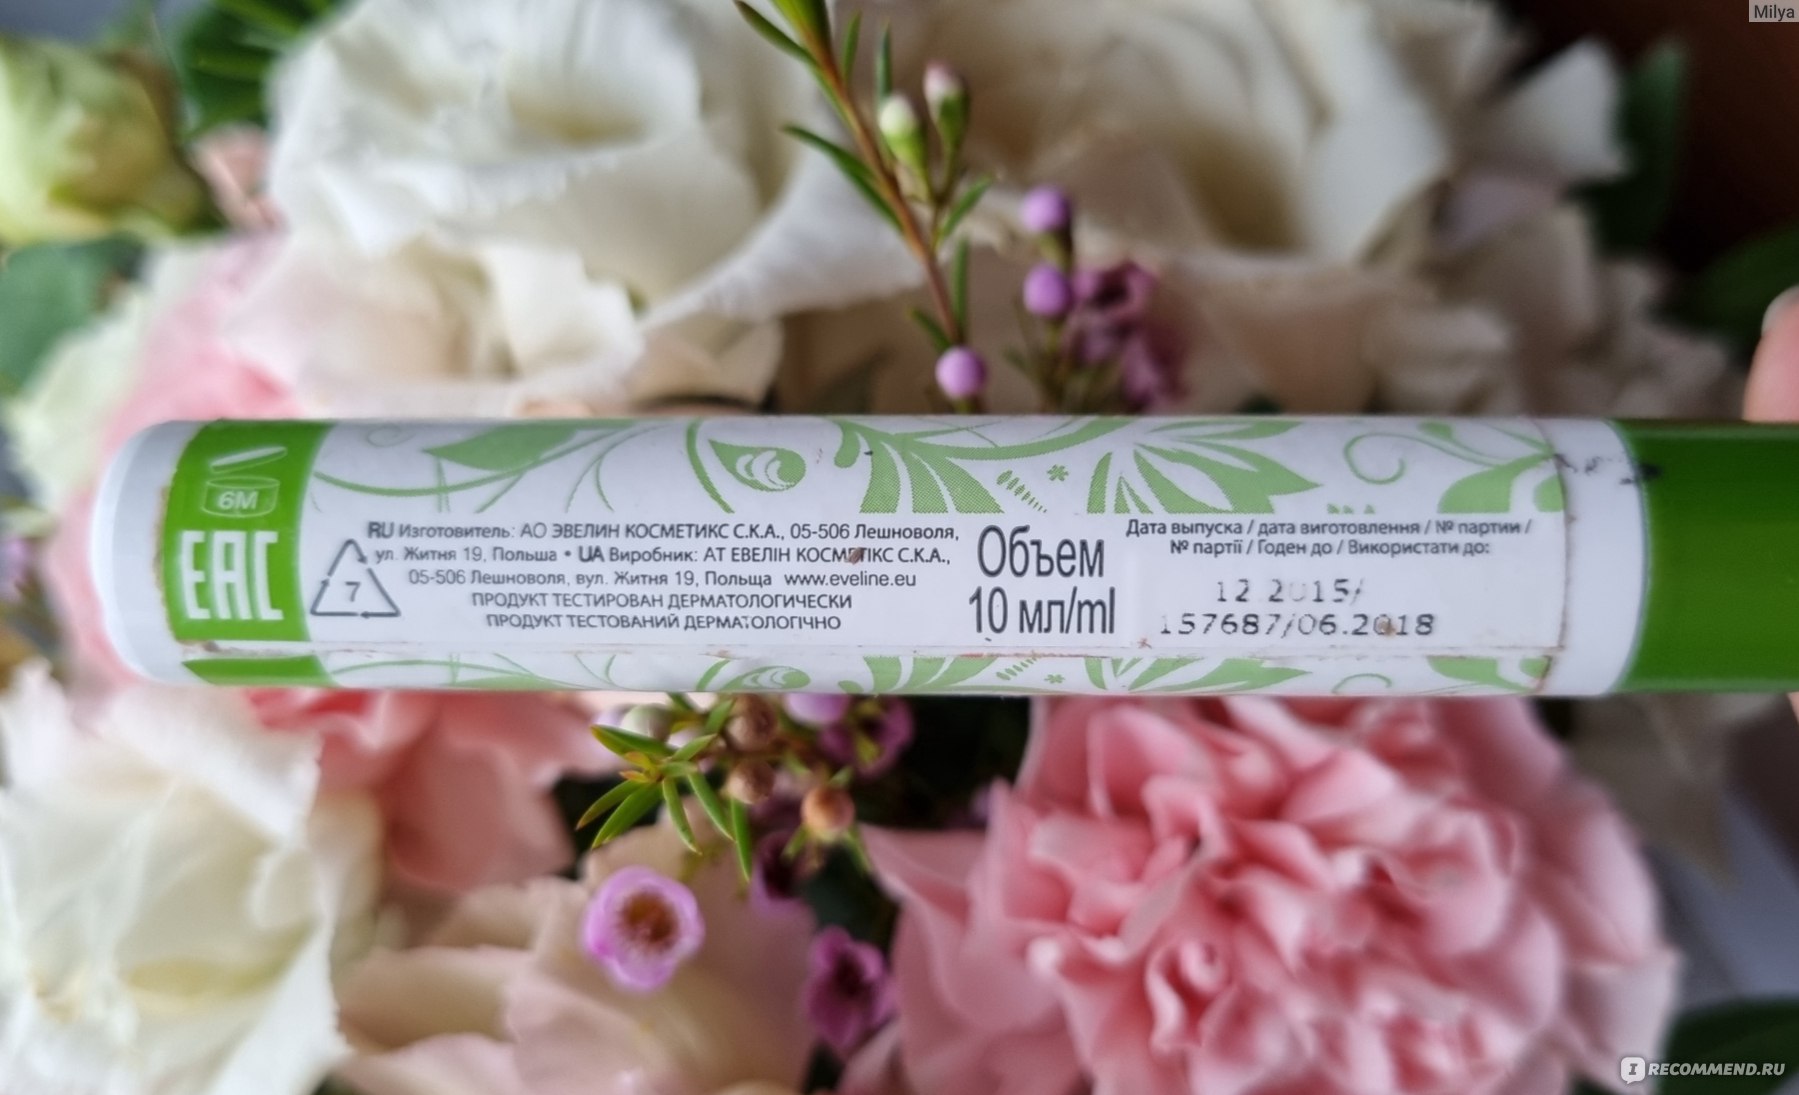 Milya
6M
EAC
RU Изготовитель: АО ЭВЕЛИН КОСМЕТИКС С.К.А., 05-506 Лешноволя,
ул. Житня 19, Польша • UA Виробник: АТ ЕВЕЛІН КОСМЕТІКС С.К.А.,
05-506 Лешноволя, вул. Житня 19, Польща www.eveline.eu
ПРОДУКТ ТЕСТИРОВАН ДЕРМАТОЛОГИЧЕСКИ
ПРОДУКТ ТЕСТОВАНИЙ ДЕРМАТОЛОГІЧНО
7
Объем
10 мл/ml
Дата выпуска / дата виготовлення / № партии /
№ партії / Годен до / Використати до:
12 2015/
157687/06.2018
IRECOMMEND.RU